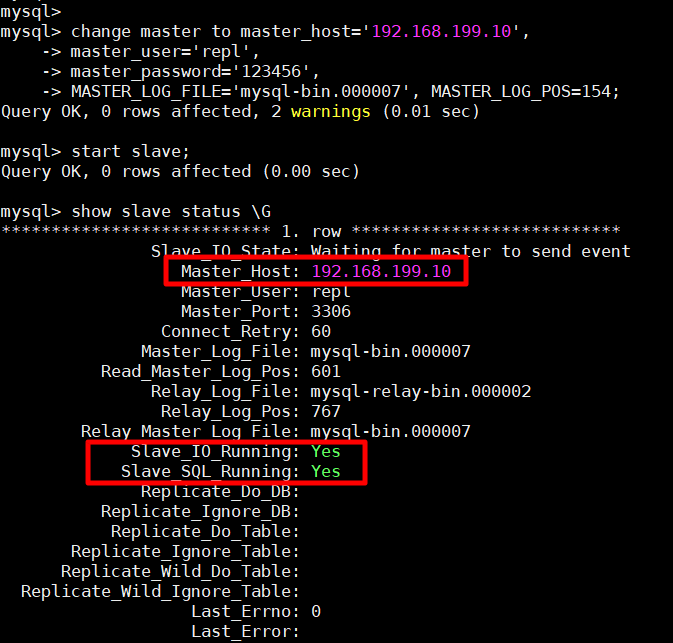 mysql>
mysql> change master to master_host='192.168.199.10',
    -> master_user='repl',
    -> master_password='123456',
    -> MASTER_LOG_FILE='mysql-bin.000007', MASTER_LOG_POS=154;
Query OK, 0 rows affected, 2 warnings (0.01 sec)

mysql> start slave;
Query OK, 0 rows affected (0.00 sec)

mysql> show slave status \G
*************************** 1. row ***************************
               Slave_IO_State: Waiting for master to send event
                  Master_Host: 192.168.199.10
                  Master_User: repl
                  Master_Port: 3306
                Connect_Retry: 60
              Master_Log_File: mysql-bin.000007
          Read_Master_Log_Pos: 601
               Relay_Log_File: mysql-relay-bin.000002
                Relay_Log_Pos: 767
        Relay_Master_Log_File: mysql-bin.000007
             Slave_IO_Running: Yes
            Slave_SQL_Running: Yes
              Replicate_Do_DB:
          Replicate_Ignore_DB:
           Replicate_Do_Table:
       Replicate_Ignore_Table:
      Replicate_Wild_Do_Table:
  Replicate_Wild_Ignore_Table:
                   Last_Errno: 0
                   Last_Error: